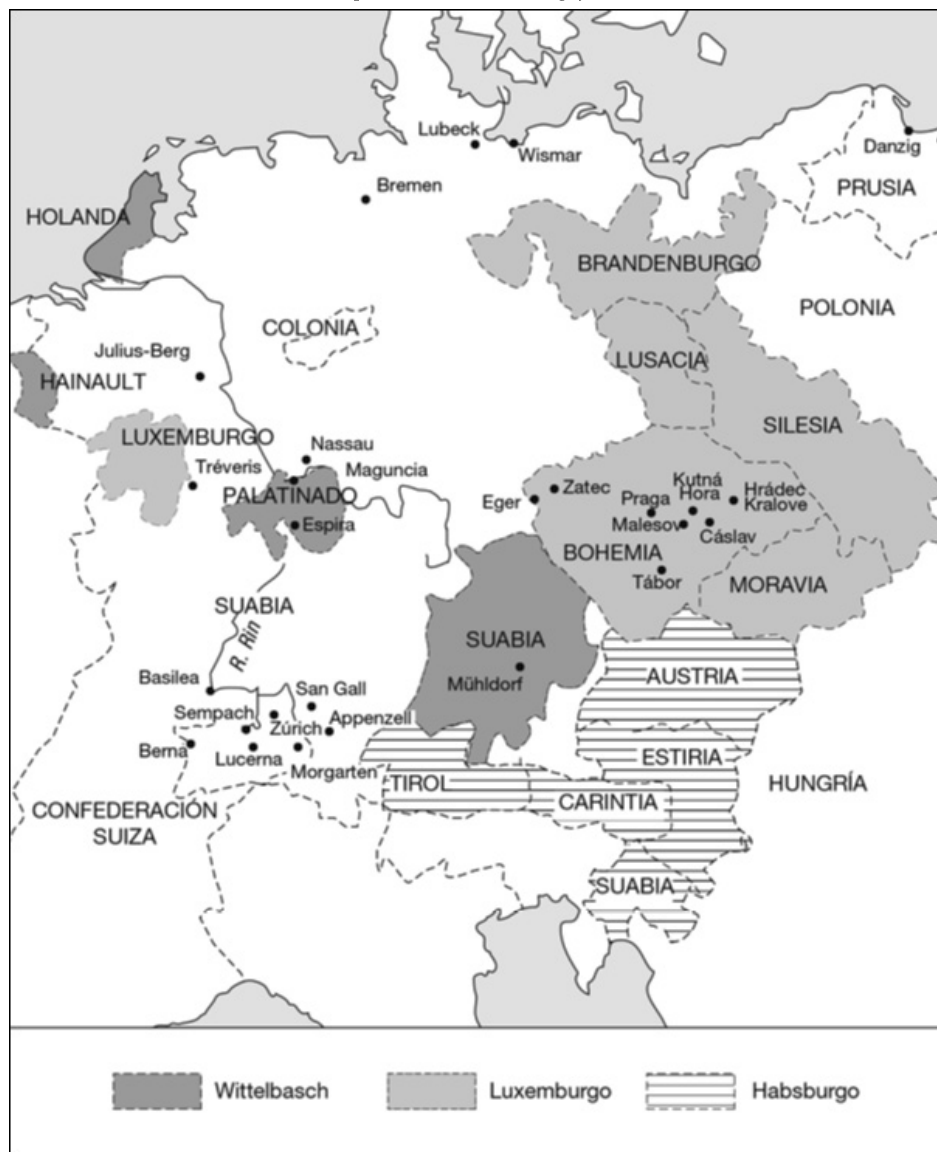 Lubeck
Wismar
Danzig
PRUSIA
Bremen
HOLANDA
BRANDENBURGO
POLONIA
COLONIA
Julius-Berg
LUSACIA
HAINAULT
SILESIA
LUXEMBURGO
Nassau
Tréveris
Maguncia
PALATINADO
Espira
Eger
Zatec
Kutná
Hora
Praga
Hrádec
Kralove
Malesov
Cáslav
BOHEMIA
Tábor
MORAVIA
SUABIA
R. Rin
SUABIA
Mühldorf
AUSTRIA
Basilea
San Gall
Sempach
Zúrich
Appenzell
Berna
Lucerna
Morgarten
ESTIRIA
TIROL
CARINTIA
HUNGRÍA
CONFEDERACIÓN
SUIZA
SUABIA
Wittelbasch
Luxemburgo
Habsburgo